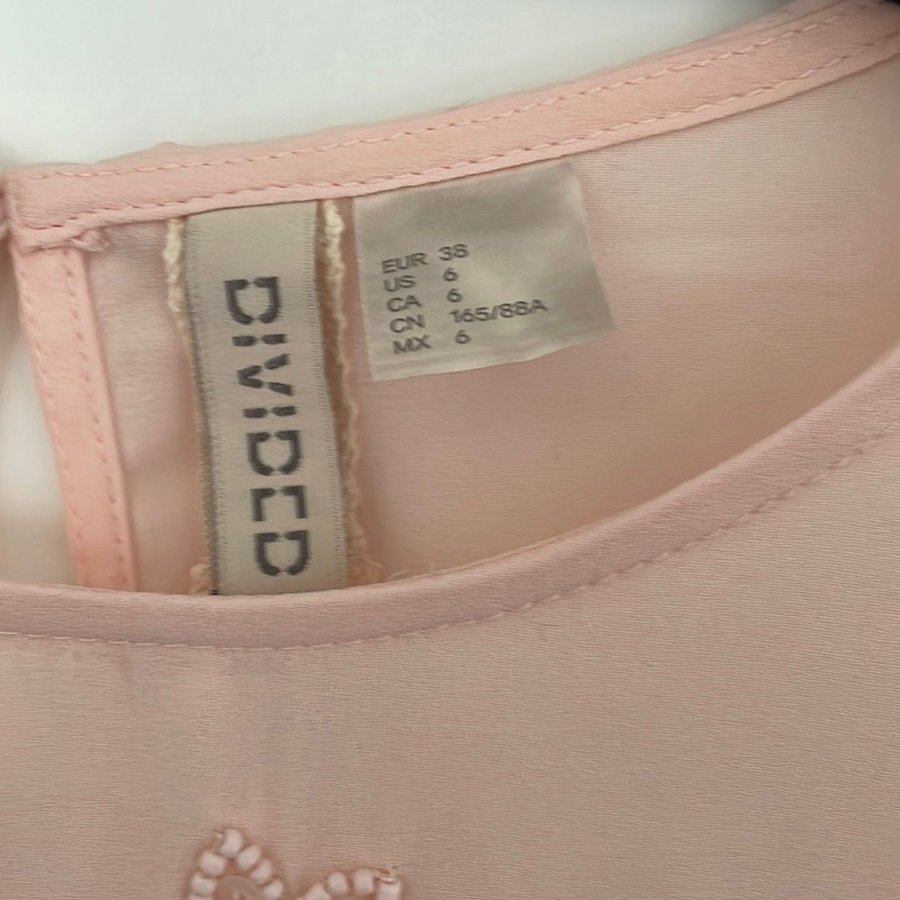 DIVIDED
EUR 38
US 6
CA 6
CN 165/88A
MX 6